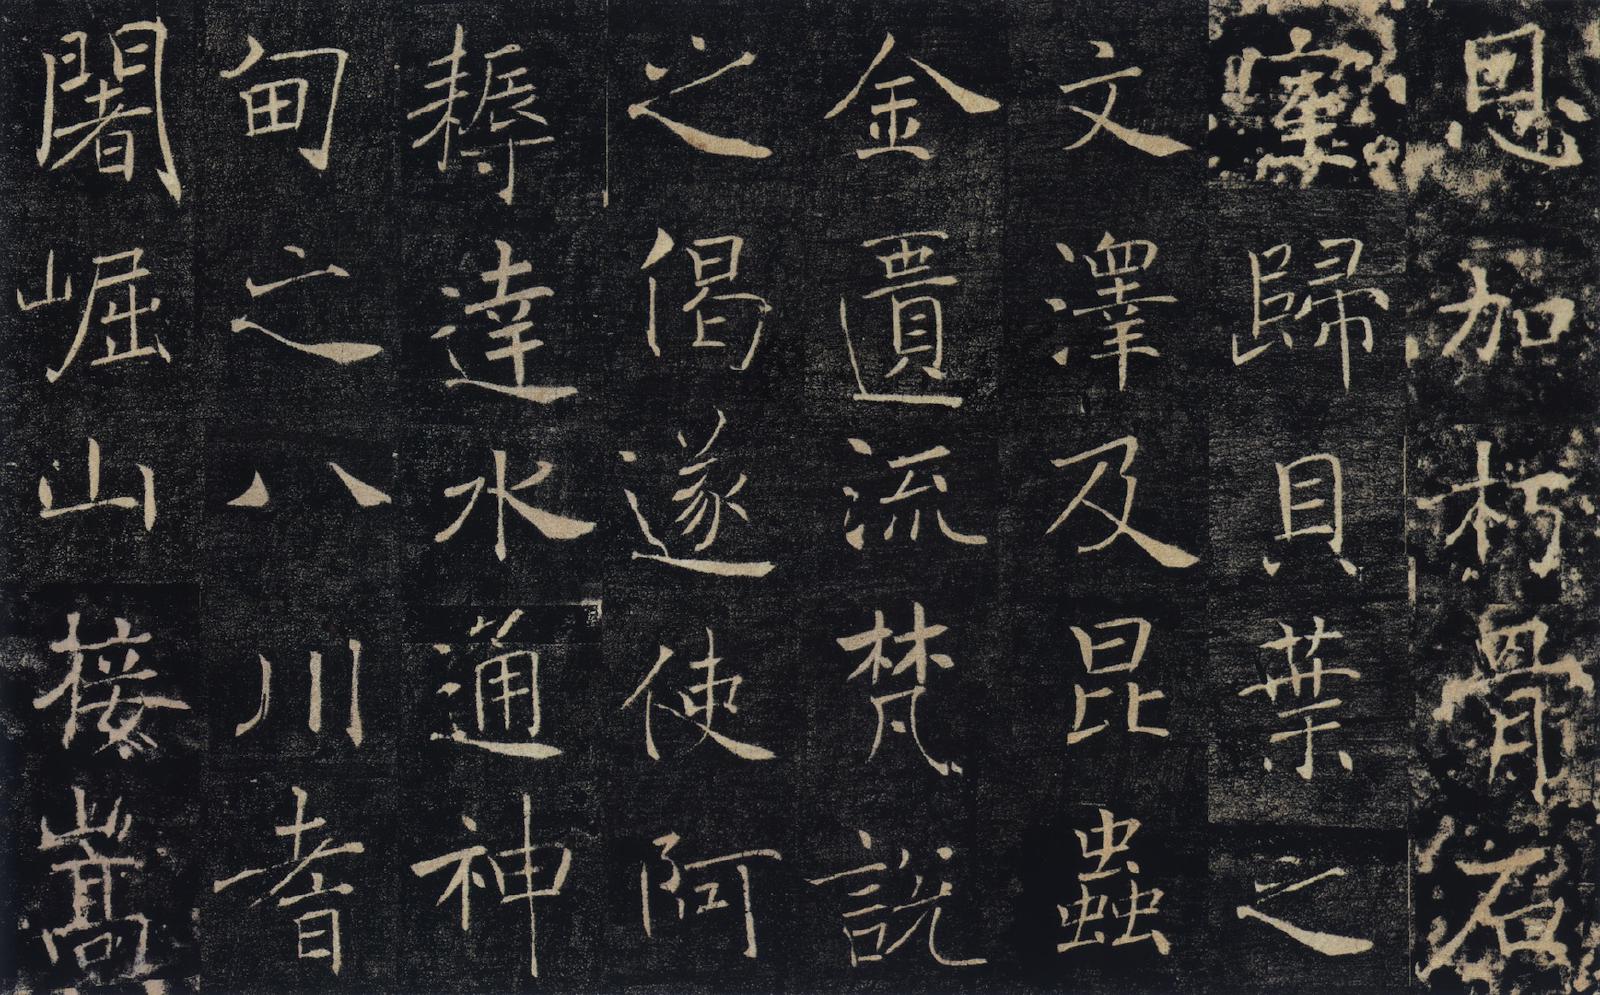 恩加朽骨石
室歸貝葉之
文澤及昆蟲
金匱流梵說
之偈遂使阿
耨達水通神
甸之八川耆
闍崛山接嵩